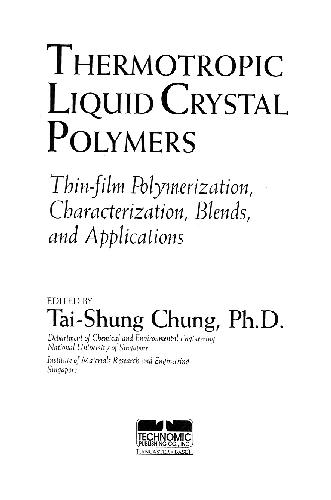 THERMOTROPIC
LIQUID CRYSTAL
POLYMERS
Thin-film Polymerization,
Characterization, Blends,
and Applications
EDITED BY
Tai-Shung Chung, Ph.D.
Department of Chemical and Environmental Engineering
National University of Singapore
Institute of Materials Research and Engineering
Singapore
TECHNOMIC
PUBLISHING CO., INC.
LANCASTER · BASEL